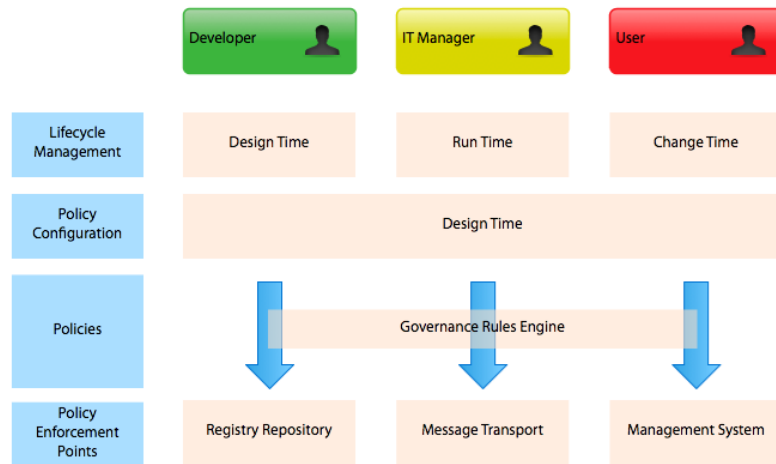 Developer
IT Manager
User
Lifecycle
Management
Design Time
Run Time
Change Time
Policy
Configuration
Design Time
Policies
Governance Rules Engine
Policy
Enforcement
Points
Registry Repository
Message Transport
Management System